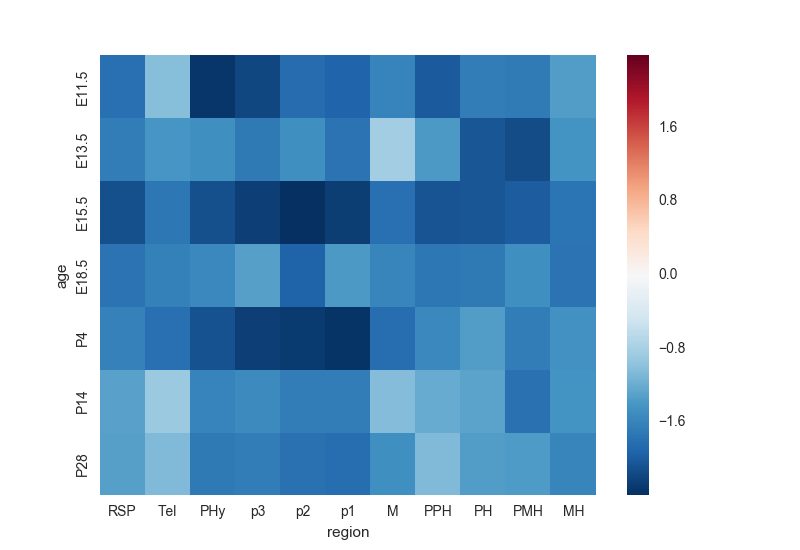 age
E11.5
E13.5
E15.5
E18.5
P4
P14
P28
RSP Tel PHy p3 p2 p1 M PPH PH PMH MH
region
1.6
0.8
0.0
−0.8
−1.6